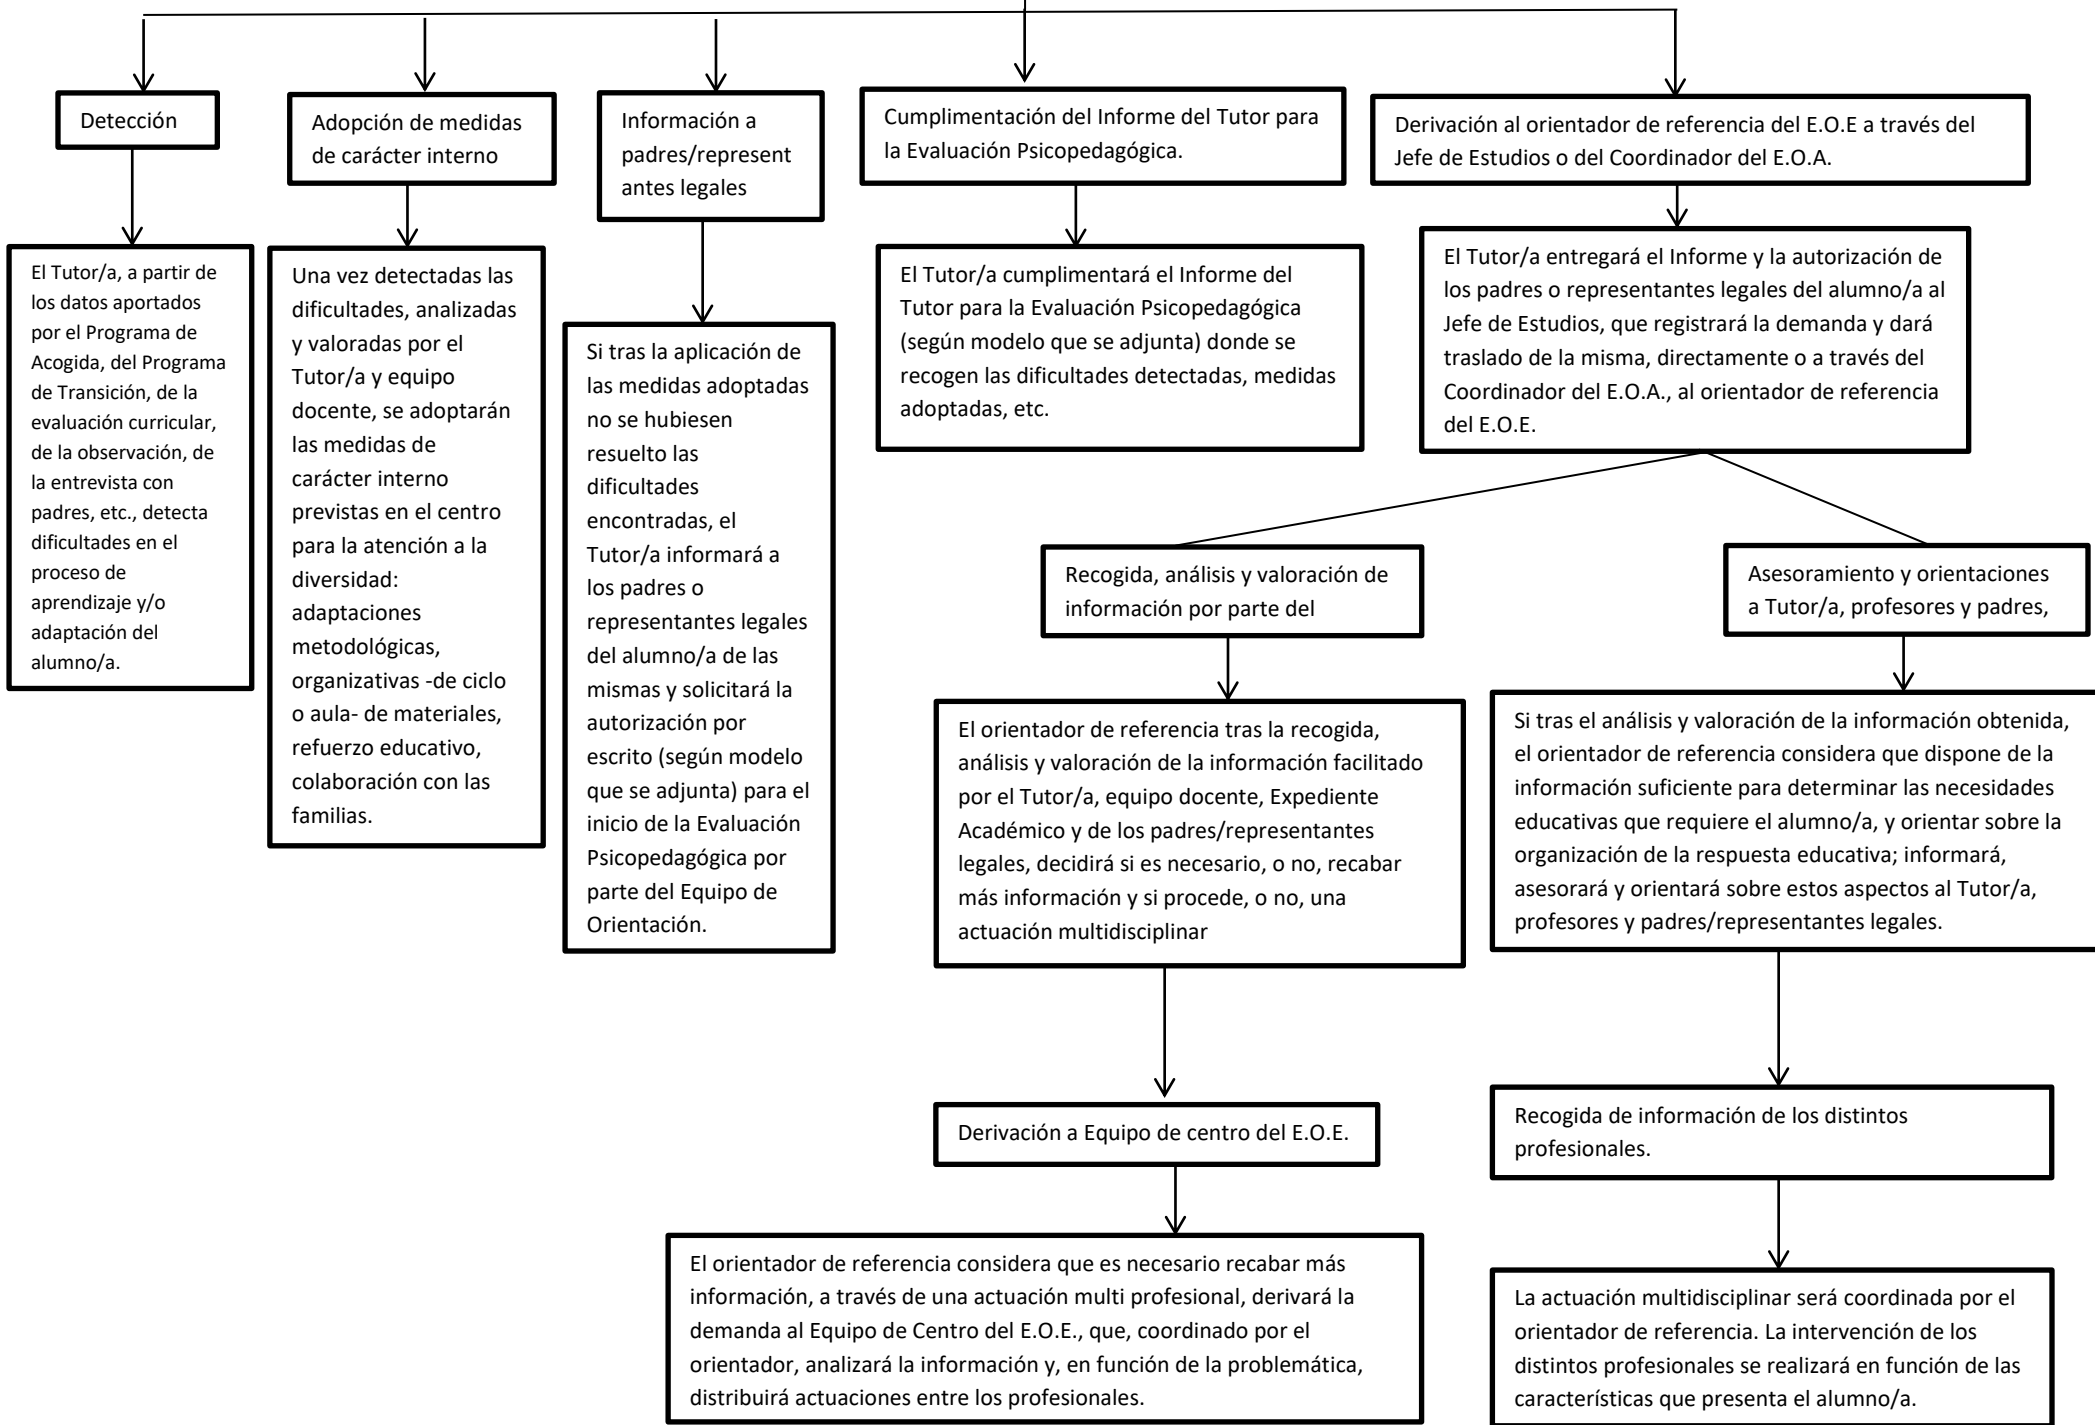 Detección
Adopción de medidas
de carácter interno
Información a
padres/represent
antes legales
Cumplimentación del Informe del Tutor para
la Evaluación Psicopedagógica.
Derivación al orientador de referencia del E.O.E a través del
Jefe de Estudios o del Coordinador del E.O.A.
El Tutor/a, a partir de
los datos aportados
por el Programa de
Acogida, del Programa
de Transición, de la
evaluación curricular,
de la observación, de
la entrevista con
padres, etc., detecta
dificultades en el
proceso de
aprendizaje y/o
adaptación del
alumno/a.
Una vez detectadas las
dificultades, analizadas
y valoradas por el
Tutor/a y equipo
docente, se adoptarán
las medidas de
carácter interno
previstas en el centro
para la atención a la
diversidad:
adaptaciones
metodológicas,
organizativas -de ciclo
o aula- de materiales,
refuerzo educativo,
colaboración con las
familias.
Si tras la aplicación de
las medidas adoptadas
no se hubiesen
resuelto las
dificultades
encontradas, el
Tutor/a informará a
los padres o
representantes legales
del alumno/a de las
mismas y solicitará la
autorización por
escrito (según modelo
que se adjunta) para el
inicio de la Evaluación
Psicopedagógica por
parte del Equipo de
Orientación.
El Tutor/a cumplimentará el Informe del
Tutor para la Evaluación Psicopedagógica
(según modelo que se adjunta) donde se
recogen las dificultades detectadas, medidas
adoptadas, etc.
El Tutor/a entregará el Informe y la autorización de
los padres o representantes legales del alumno/a al
Jefe de Estudios, que registrará la demanda y dará
traslado de la misma, directamente o a través del
Coordinador del E.O.A., al orientador de referencia
del E.O.E.
Recogida, análisis y valoración de
información por parte del
Asesoramiento y orientaciones
a Tutor/a, profesores y padres,
El orientador de referencia tras la recogida,
análisis y valoración de la información facilitado
por el Tutor/a, equipo docente, Expediente
Académico y de los padres/representantes
legales, decidirá si es necesario, o no, recabar
más información y si procede, o no, una
actuación multidisciplinar
Si tras el análisis y valoración de la información obtenida,
el orientador de referencia considera que dispone de la
información suficiente para determinar las necesidades
educativas que requiere el alumno/a, y orientar sobre la
organización de la respuesta educativa; informará,
asesorará y orientará sobre estos aspectos al Tutor/a,
profesores y padres/representantes legales.
Derivación a Equipo de centro del E.O.E.
Recogida de información de los distintos
profesionales.
El orientador de referencia considera que es necesario recabar más
información, a través de una actuación multi profesional, derivará la
demanda al Equipo de Centro del E.O.E., que, coordinado por el
orientador, analizará la información y, en función de la problemática,
distribuirá actuaciones entre los profesionales.
La actuación multidisciplinar será coordinada por el
orientador de referencia. La intervención de los
distintos profesionales se realizará en función de las
características que presenta el alumno/a.